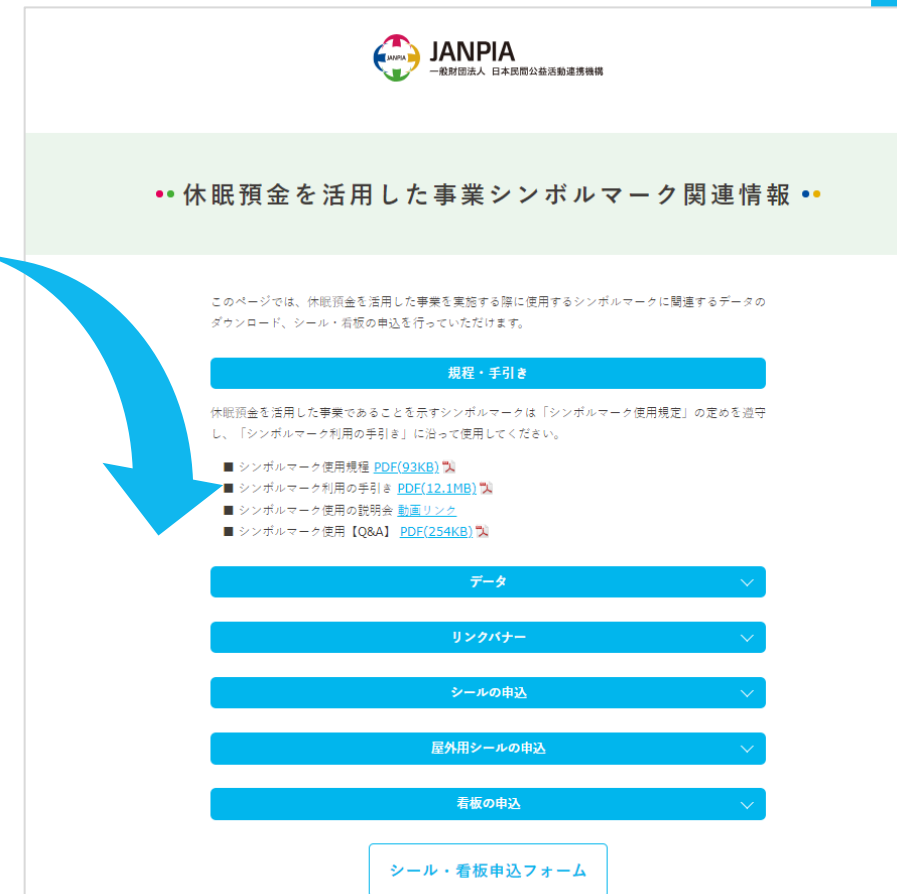 JANPIA
JANPIA
一般財団法人 日本民間公益活動連携機構
休眠預金を活用した事業シンボルマーク関連情報
このページでは、休眠預金を活用した事業を実施する際に使用するシンボルマークに関連するデータの
ダウンロード、シール・看板の申込を行っていただけます。
規程・手引き
休眠預金を活用した事業であることを示すシンボルマークは「シンボルマーク使用規定」の定めを遵守
し、「シンボルマーク利用の手引き」に沿って使用してください。
■ シンボルマーク使用規程 PDF(93KB)
■ シンボルマーク利用の手引き PDF(12.1MB)
■ シンボルマーク使用の説明会 動画リンク
■ シンボルマーク使用【Q&A】 PDF(254KB)
データ
リンクバナー
シールの申込
屋外用シールの申込
看板の申込
シール・看板申込フォーム